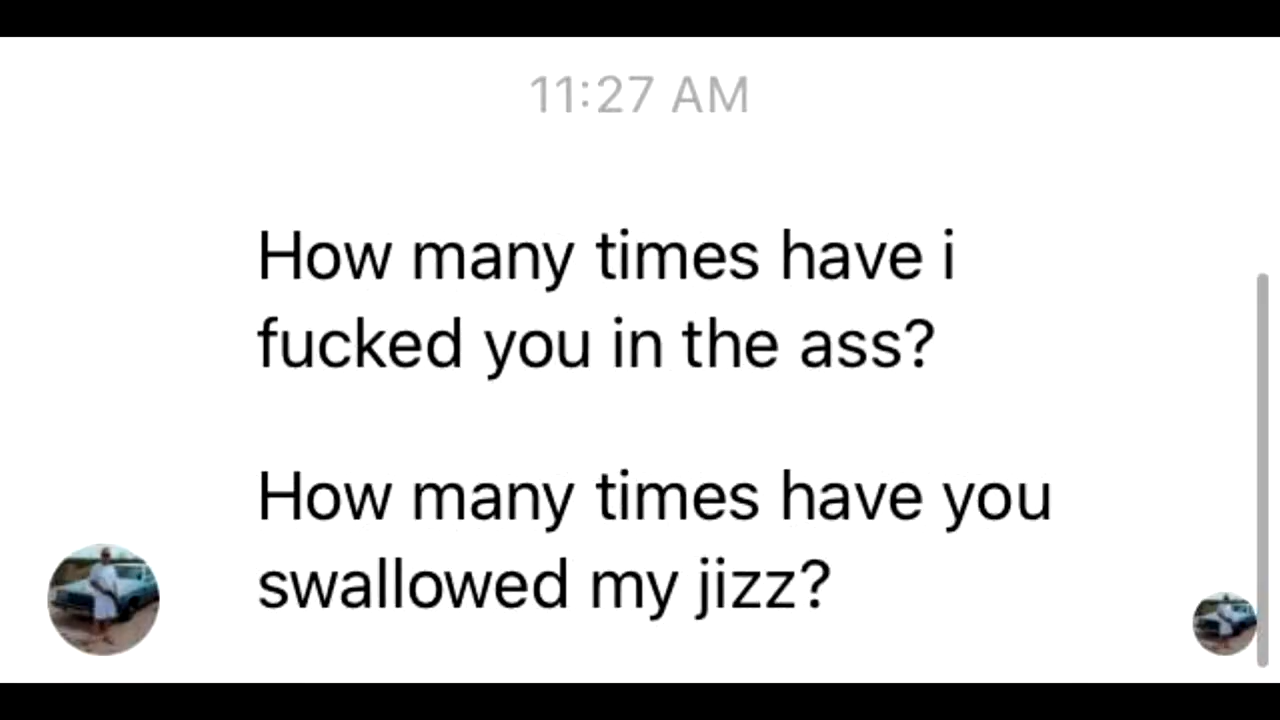 11:27 AM
How many times have i
fucked you in the ass?
How many times have you
swallowed my jizz?